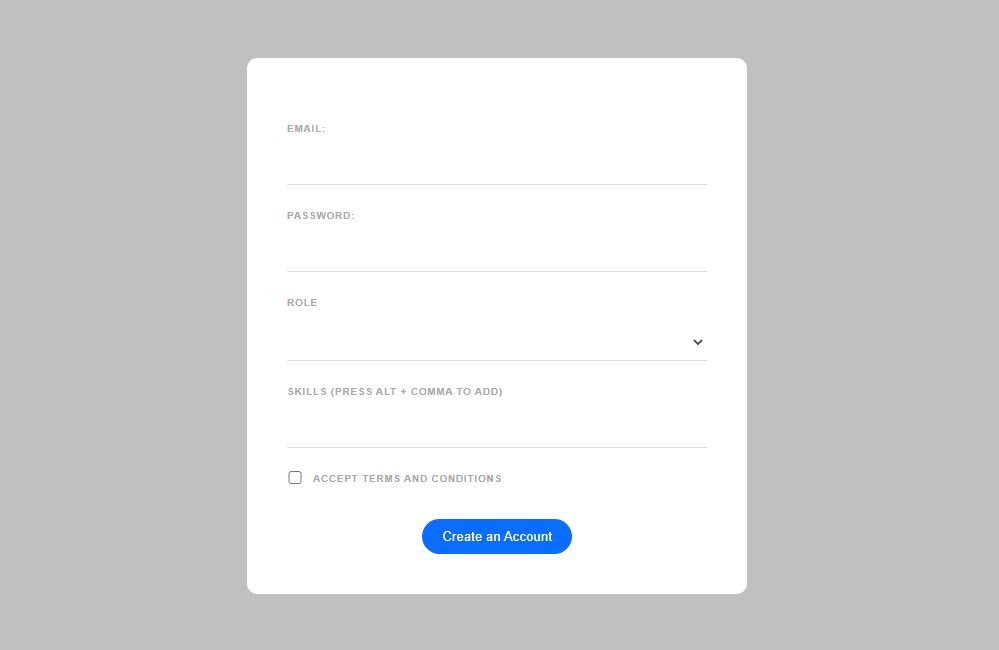 EMAIL:
PASSWORD:
ROLE
SKILLS (PRESS ALT + COMMA TO ADD)
ACCEPT TERMS AND CONDITIONS
Create an Account